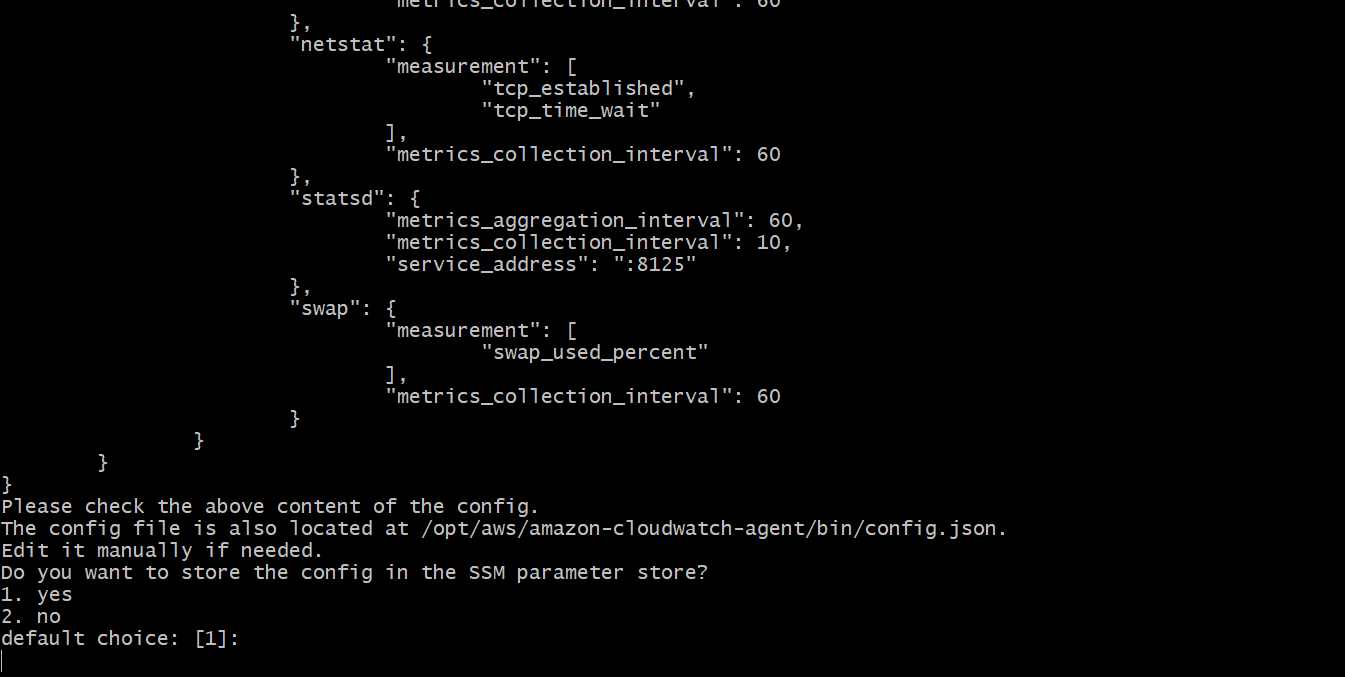 "metrics_collection_interval": 60
},
"netstat": {
"measurement": [
"tcp_established",
"tcp_time_wait"
],
"metrics_collection_interval": 60
},
"statsd": {
"metrics_aggregation_interval": 60,
"metrics_collection_interval": 10,
"service_address": ":8125"
},
"swap": {
"measurement": [
"swap_used_percent"
],
"metrics_collection_interval": 60
}
}
}
}
Please check the above content of the config.
The config file is also located at /opt/aws/amazon-cloudwatch-agent/bin/config.json.
Edit it manually if needed.
Do you want to store the config in the SSM parameter store?
1. yes
2. no
default choice: [1]: